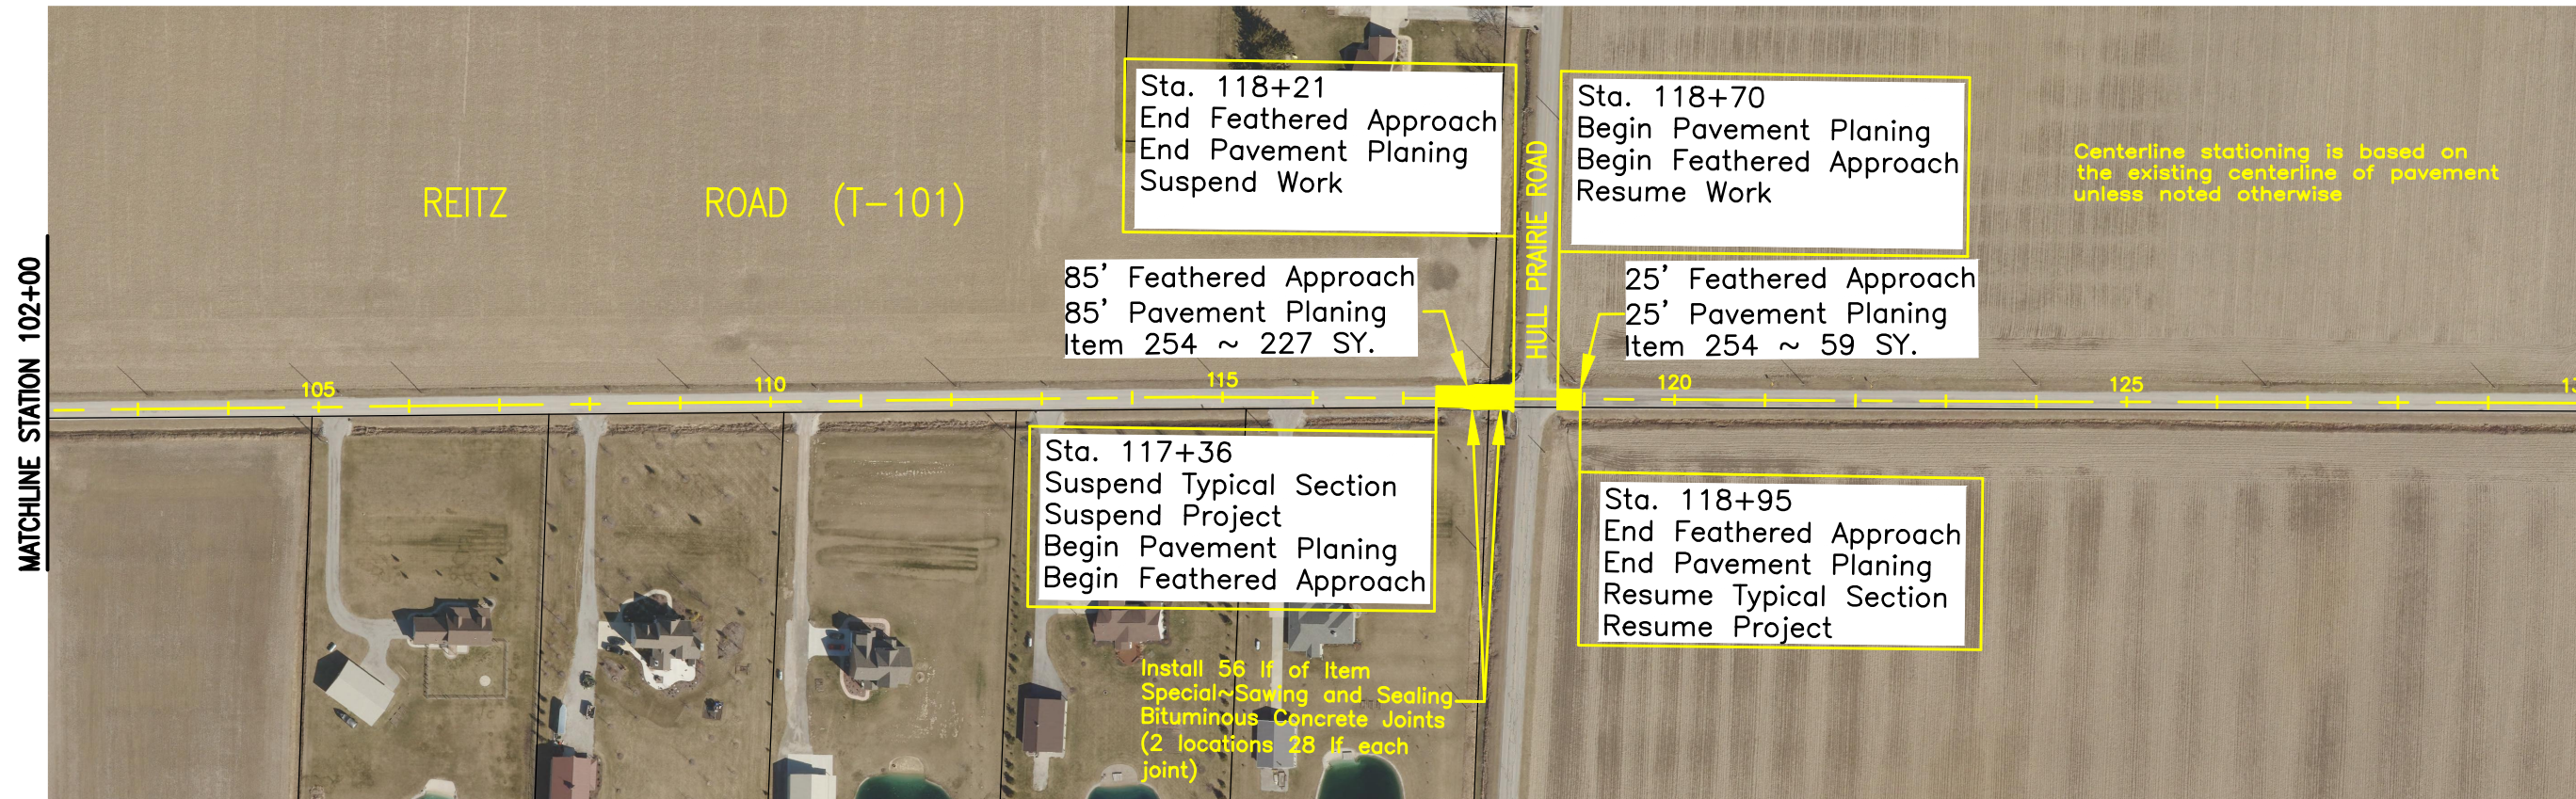 Sta. 118+21
End Feathered Approach
End Pavement Planing
Suspend Work
Sta. 118+70
Begin Pavement Planing
Begin Feathered Approach
Resume Work
Centerline stationing is based on
the existing centerline of pavement
unless noted otherwise
REITZ ROAD (T-101)
HULL PRAIRIE ROAD
MATCHLINE STATION 102+00
85' Feathered Approach
85' Pavement Planing
Item 254 ~ 227 SY.
25' Feathered Approach
25' Pavement Planing
Item 254 ~ 59 SY.
105
110
115
120
125
Sta. 117+36
Suspend Typical Section
Suspend Project
Begin Pavement Planing
Begin Feathered Approach
Sta. 118+95
End Feathered Approach
End Pavement Planing
Resume Typical Section
Resume Project
Install 56 lf of Item
Special~Sawing and Sealing
Bituminous Concrete Joints
(2 locations 28 lf each
joint)